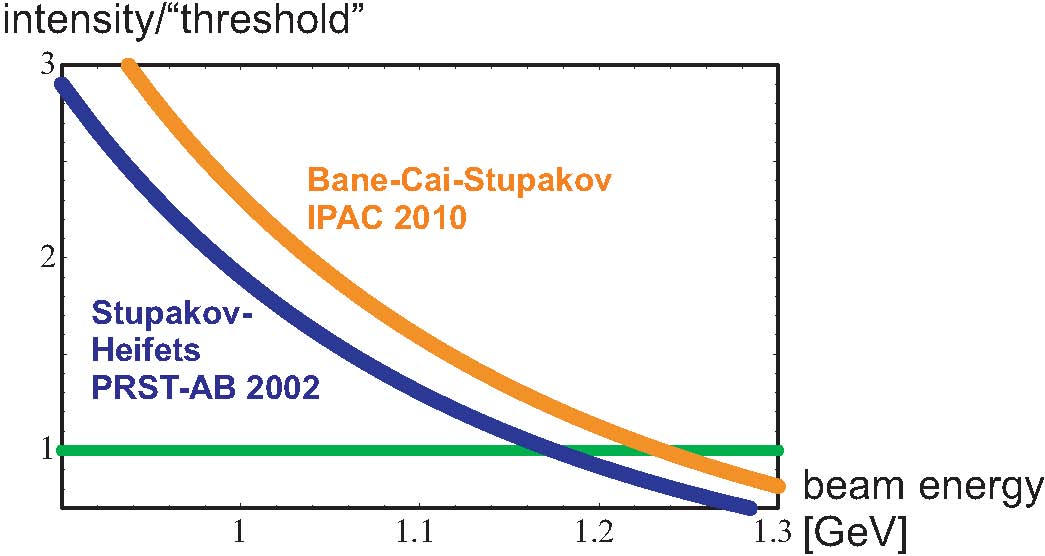 intensity/“threshold”
3
Bane-Cai-Stupakov
IPAC 2010
2
Stupakov-
Heifets
PRST-AB 2002
1
beam energy
[GeV]
1
1.1
1.2
1.3